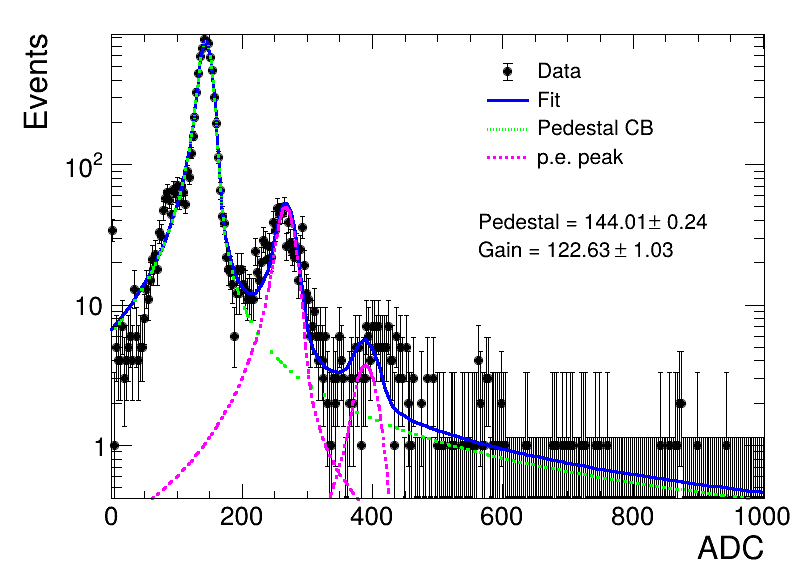 Events
Data
Fit
Pedestal CB
p.e. peak
Pedestal = 144.01± 0.24
Gain = 122.63± 1.03
10²
10
1
0 200 400 600 800 1000
ADC